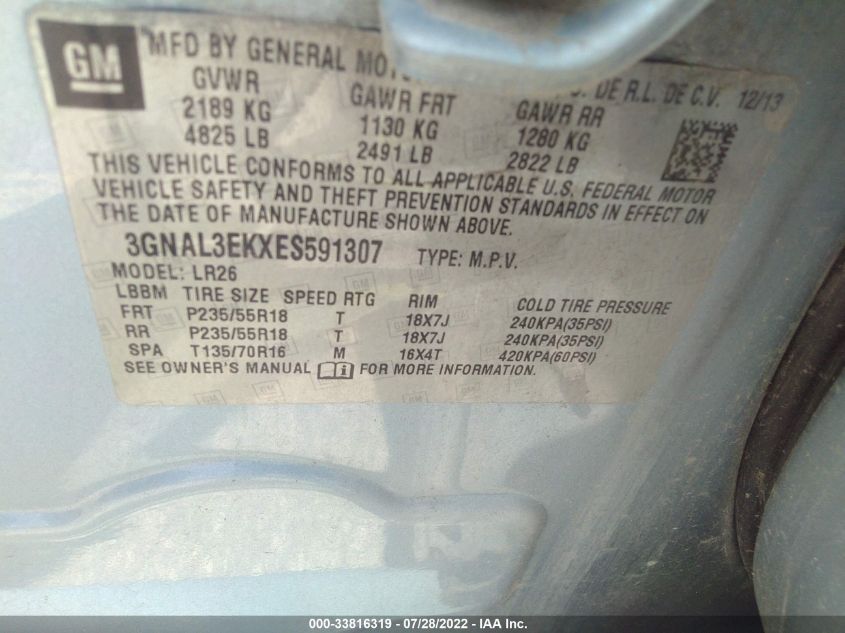 GM
MFD BY GENERAL MOTO
DE R.L. DE C.V. 12/13
GVWR GAWR FRT GAWR RR
2189 KG 1130 KG 1280 KG
4825 LB 2491 LB 2822 LB
THIS VEHICLE CONFORMS TO ALL APPLICABLE U.S. FEDERAL MOTOR
VEHICLE SAFETY AND THEFT PREVENTION STANDARDS IN EFFECT ON
THE DATE OF MANUFACTURE SHOWN ABOVE.
3GNAL3EKXES591307 TYPE: M.P.V.
MODEL: LR26
LBBM TIRE SIZE SPEED RTG RIM COLD TIRE PRESSURE
FRT P235/55R18 T 18X7J 240KPA(35PSI)
RR P235/55R18 T 18X7J 240KPA(35PSI)
SPA T135/70R16 M 16X4T 420KPA(60PSI)
SEE OWNER'S MANUAL FOR MORE INFORMATION.
000-33816319 / 07/28/2022 - IAA Inc.